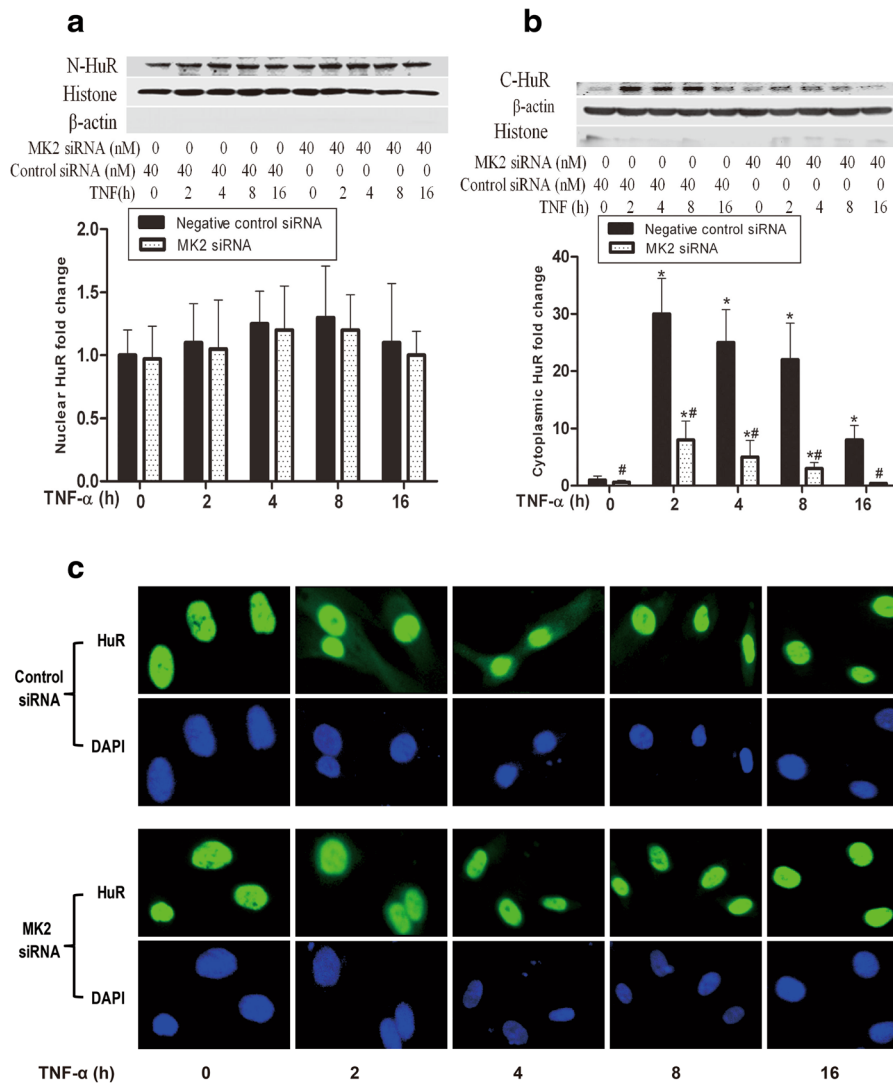 a
N-HuR
Histone
β-actin
MK2 siRNA (nM) 0 0 0 0 0 40 40 40 40 40
Control siRNA (nM) 40 40 40 40 40 0 0 0 0 0
TNF(h) 0 2 4 8 16 0 2 4 8 16
Negative control siRNA
MK2 siRNA
Nuclear HuR fold change
2.0
1.5
1.0
0.5
0.0
TNF-α (h) 0 2 4 8 16
b
C-HuR
β-actin
Histone
MK2 siRNA (nM) 0 0 0 0 0 40 40 40 40 40
Control siRNA (nM) 40 40 40 40 40 0 0 0 0 0
TNF (h) 0 2 4 8 16 0 2 4 8 16
Negative control siRNA
MK2 siRNA
Cytoplasmic HuR fold change
40
30
20
10
0
# * *# * *# * *# * #
TNF-α (h) 0 2 4 8 16
c
Control siRNA
HuR
DAPI
MK2 siRNA
HuR
DAPI
TNF-α (h) 0 2 4 8 16